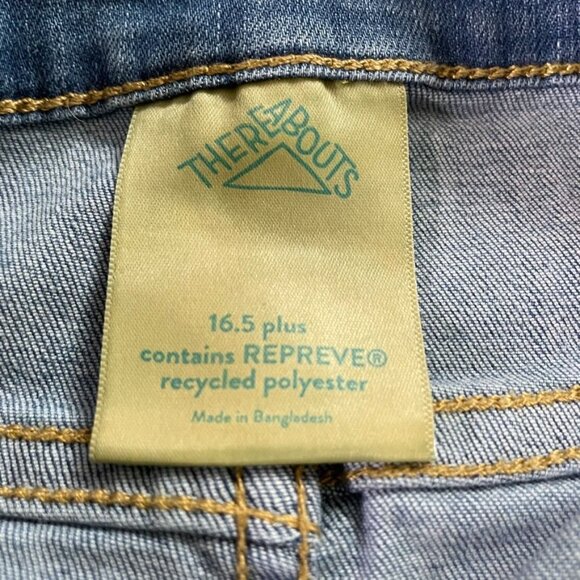 THEREABOUTS
16.5 plus
contains REPREVE®
recycled polyester
Made in Bangladesh